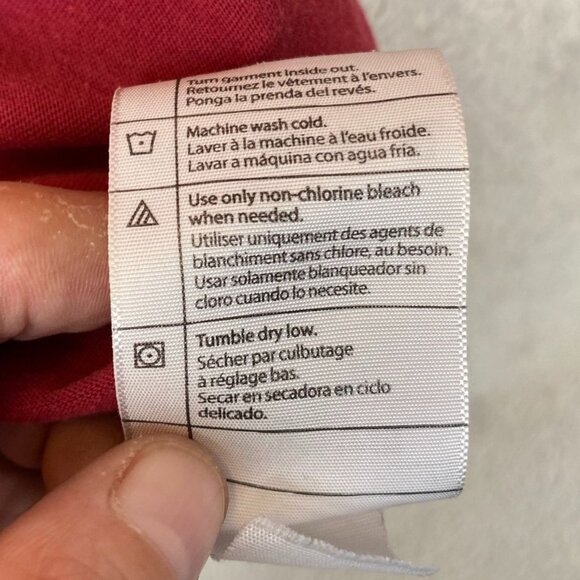 Turn garment inside out.
Retournez le vêtement à l'envers.
Ponga la prenda del revés.
Machine wash cold.
Laver à la machine à l'eau froide.
Lavar a máquina con agua fria.
Use only non-chlorine bleach
when needed.
Utiliser uniquement des agents de
blanchiment sans chlore, au besoin.
Usar solamente blanqueador sin
cloro cuando lo necesite.
Tumble dry low.
Sécher par culbutage
à réglage bas.
Secar en secadora en ciclo
delicado.